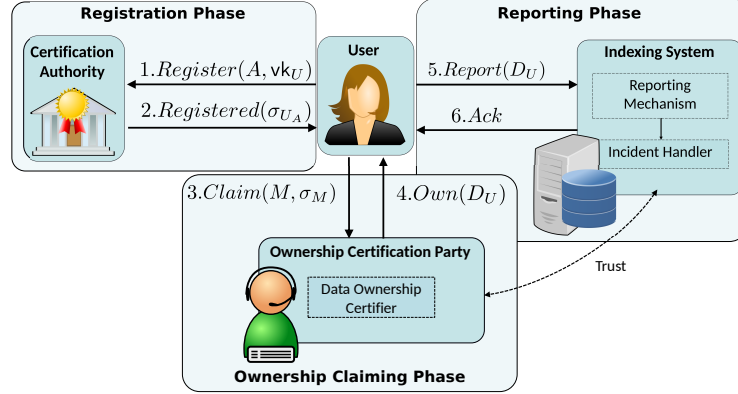 Registration Phase
Certification
Authority
1.Register(A, vk_U)
2.Registered(σ_{U_A})
User
Reporting Phase
5.Report(D_U)
6.Ack
Indexing System
Reporting
Mechanism
Incident Handler
3.Claim(M, σ_M)
4.Own(D_U)
Ownership Certification Party
Data Ownership
Certifier
Trust
Ownership Claiming Phase